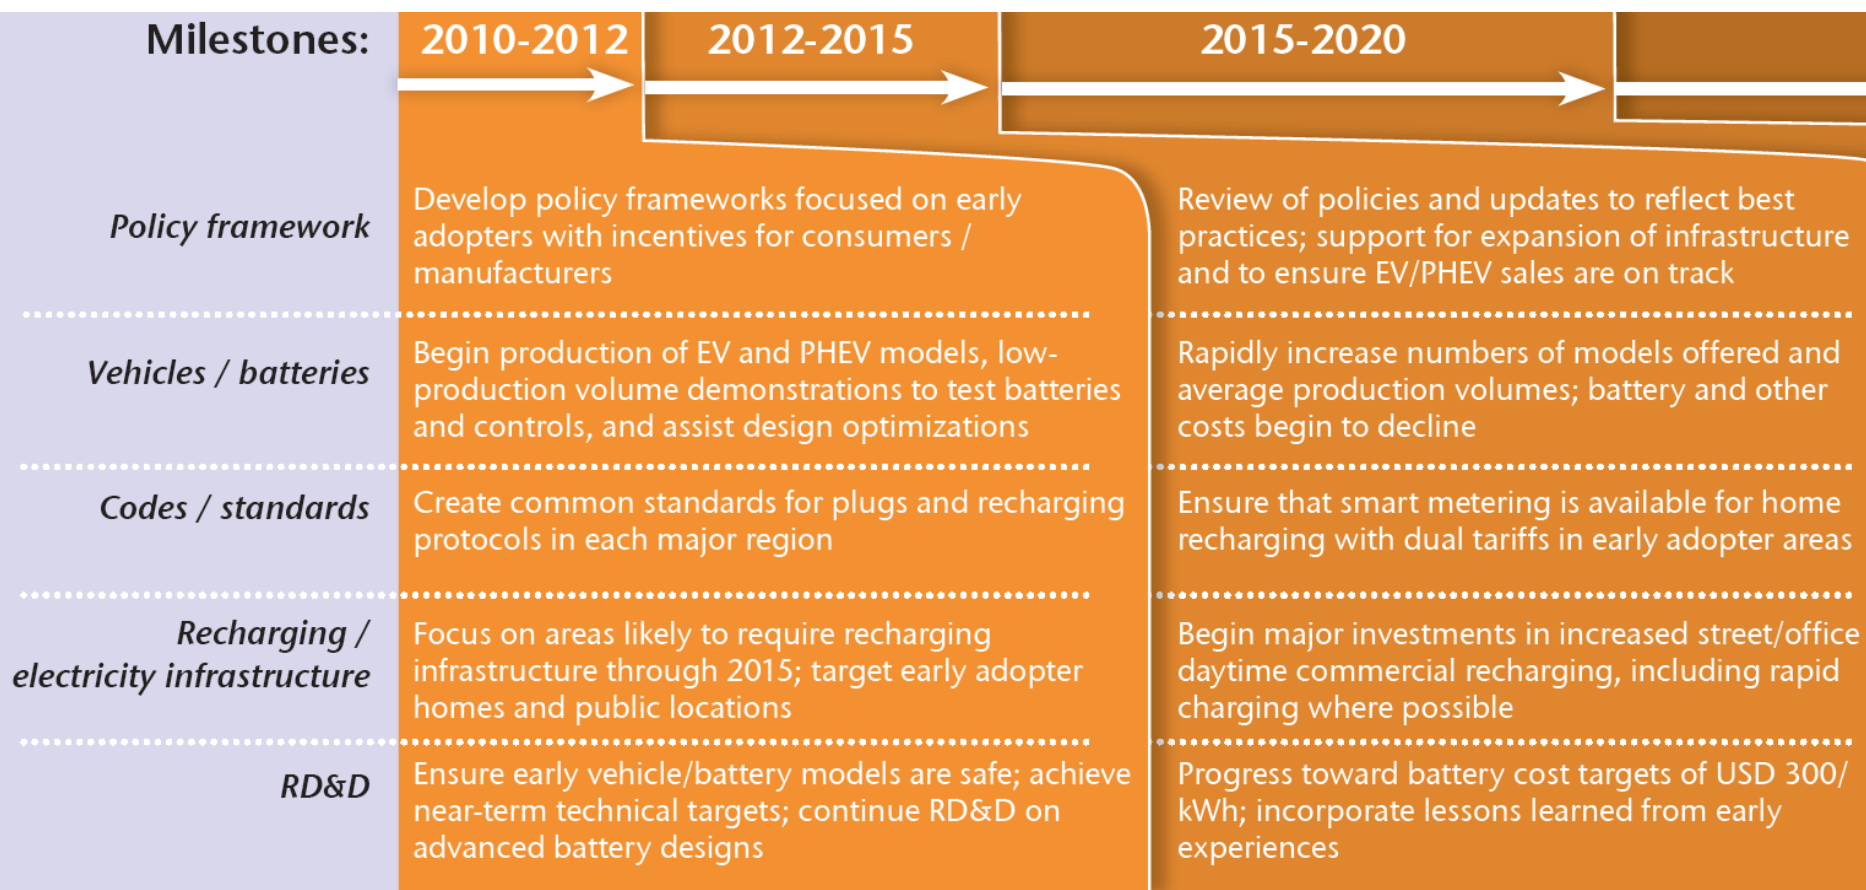 Milestones:
2010-2012
2012-2015
2015-2020
Policy framework
Develop policy frameworks focused on early
adopters with incentives for consumers /
manufacturers
Review of policies and updates to reflect best
practices; support for expansion of infrastructure
and to ensure EV/PHEV sales are on track
Vehicles / batteries
Begin production of EV and PHEV models, low-
production volume demonstrations to test batteries
and controls, and assist design optimizations
Rapidly increase numbers of models offered and
average production volumes; battery and other
costs begin to decline
Codes / standards
Create common standards for plugs and recharging
protocols in each major region
Ensure that smart metering is available for home
recharging with dual tariffs in early adopter areas
Recharging /
electricity infrastructure
Focus on areas likely to require recharging
infrastructure through 2015; target early adopter
homes and public locations
Begin major investments in increased street/office
daytime commercial recharging, including rapid
charging where possible
RD&D
Ensure early vehicle/battery models are safe; achieve
near-term technical targets; continue RD&D on
advanced battery designs
Progress toward battery cost targets of USD 300/
kWh; incorporate lessons learned from early
experiences